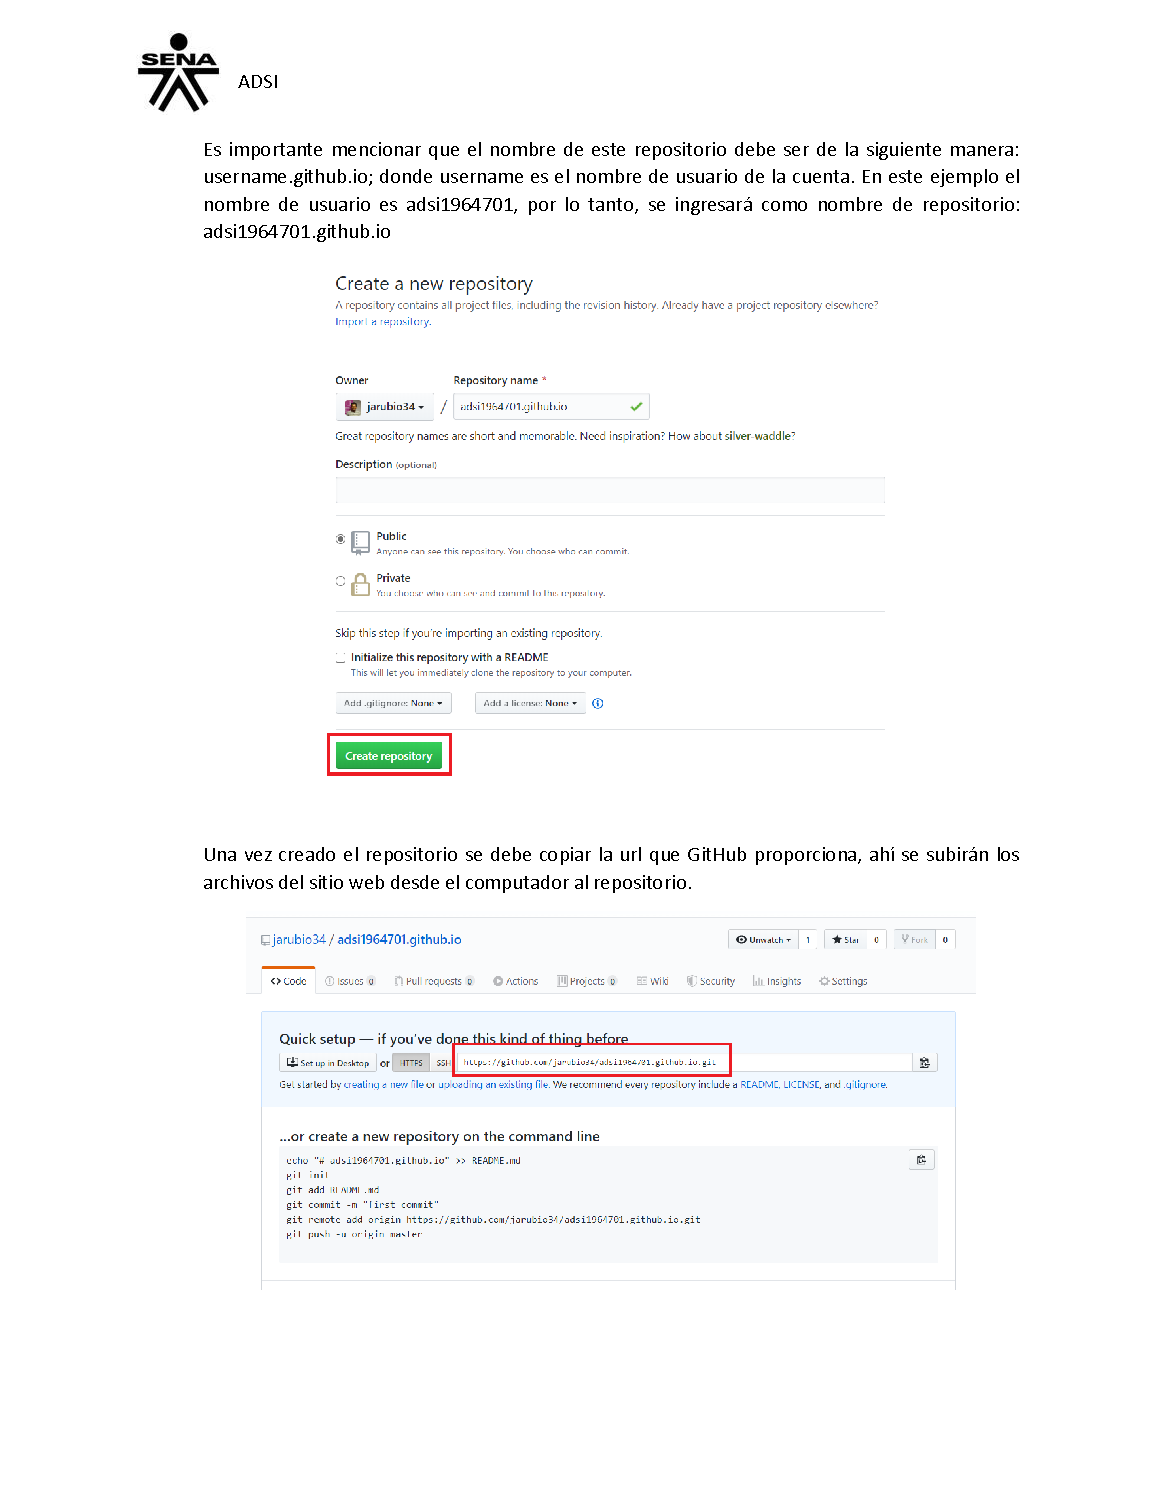 SENA
ADSI
Es importante mencionar que el nombre de este repositorio debe ser de la siguiente manera:
username.github.io; donde username es el nombre de usuario de la cuenta. En este ejemplo el
nombre de usuario es adsi1964701, por lo tanto, se ingresará como nombre de repositorio:
adsi1964701.github.io
Create a new repository
A repository contains all project files, including the revision history. Already have a project repository elsewhere?
Import a repository.
Owner Repository name *
jarubio34 / adsi1964701.github.io
Great repository names are short and memorable. Need inspiration? How about silver-waddle?
Description (optional)
Public
Anyone can see this repository. You choose who can commit.
Private
You choose who can see and commit to this repository.
Skip this step if you're importing an existing repository.
Initialize this repository with a README
This will let you immediately clone the repository to your computer.
Add .gitignore: None Add a license: None
Create repository
Una vez creado el repositorio se debe copiar la url que GitHub proporciona, ahí se subirán los
archivos del sitio web desde el computador al repositorio.
jarubio34 / adsi1964701.github.io Unwatch 1 Star 0 Fork 0
Code Issues 0 Pull requests 0 Actions Projects 0 Wiki Security Insights Settings
Quick setup — if you've done this kind of thing before
Set up in Desktop or HTTPS SSH https://github.com/jarubio34/adsi1964701.github.io.git
Get started by creating a new file or uploading an existing file. We recommend every repository include a README, LICENSE, and .gitignore.
...or create a new repository on the command line
echo "# adsi1964701.github.io" >> README.md
git init
git add README.md
git commit -m "first commit"
git remote add origin https://github.com/jarubio34/adsi1964701.github.io.git
git push -u origin master